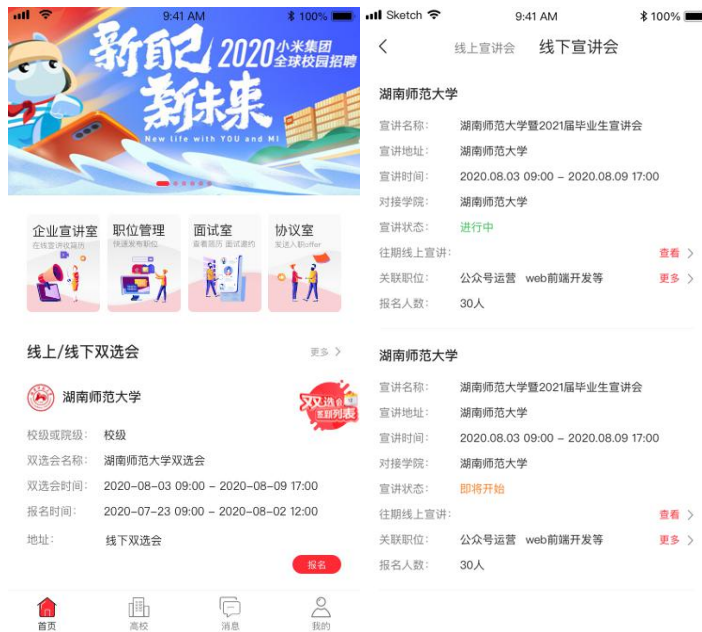 9:41 AM
100%
新自己
新未来
2020 小米集团
全球校园招聘
New life with YOU and MI
企业宣讲室
在线宣讲收简历
职位管理
快速发布职位
面试室
查看简历 面试邀约
协议室
发送入职offer
线上/线下双选会
更多
湖南师范大学
双选会
签到列表
校级或院级: 校级
双选会名称: 湖南师范大学双选会
双选会时间: 2020-08-03 09:00 - 2020-08-09 17:00
报名时间: 2020-07-23 09:00 - 2020-08-02 12:00
地址: 线下双选会
报名
首页
高校
消息
我的
Sketch
9:41 AM
100%
线上宣讲会 线下宣讲会
湖南师范大学
宣讲名称: 湖南师范大学暨2021届毕业生宣讲会
宣讲地址: 湖南师范大学
宣讲时间: 2020.08.03 09:00 - 2020.08.09 17:00
对接学院: 湖南师范大学
宣讲状态: 进行中
往期线上宣讲: 查看
关联职位: 公众号运营 web前端开发等 更多
报名人数: 30人
湖南师范大学
宣讲名称: 湖南师范大学暨2021届毕业生宣讲会
宣讲地址: 湖南师范大学
宣讲时间: 2020.08.03 09:00 - 2020.08.09 17:00
对接学院: 湖南师范大学
宣讲状态: 即将开始
往期线上宣讲: 查看
关联职位: 公众号运营 web前端开发等 更多
报名人数: 30人